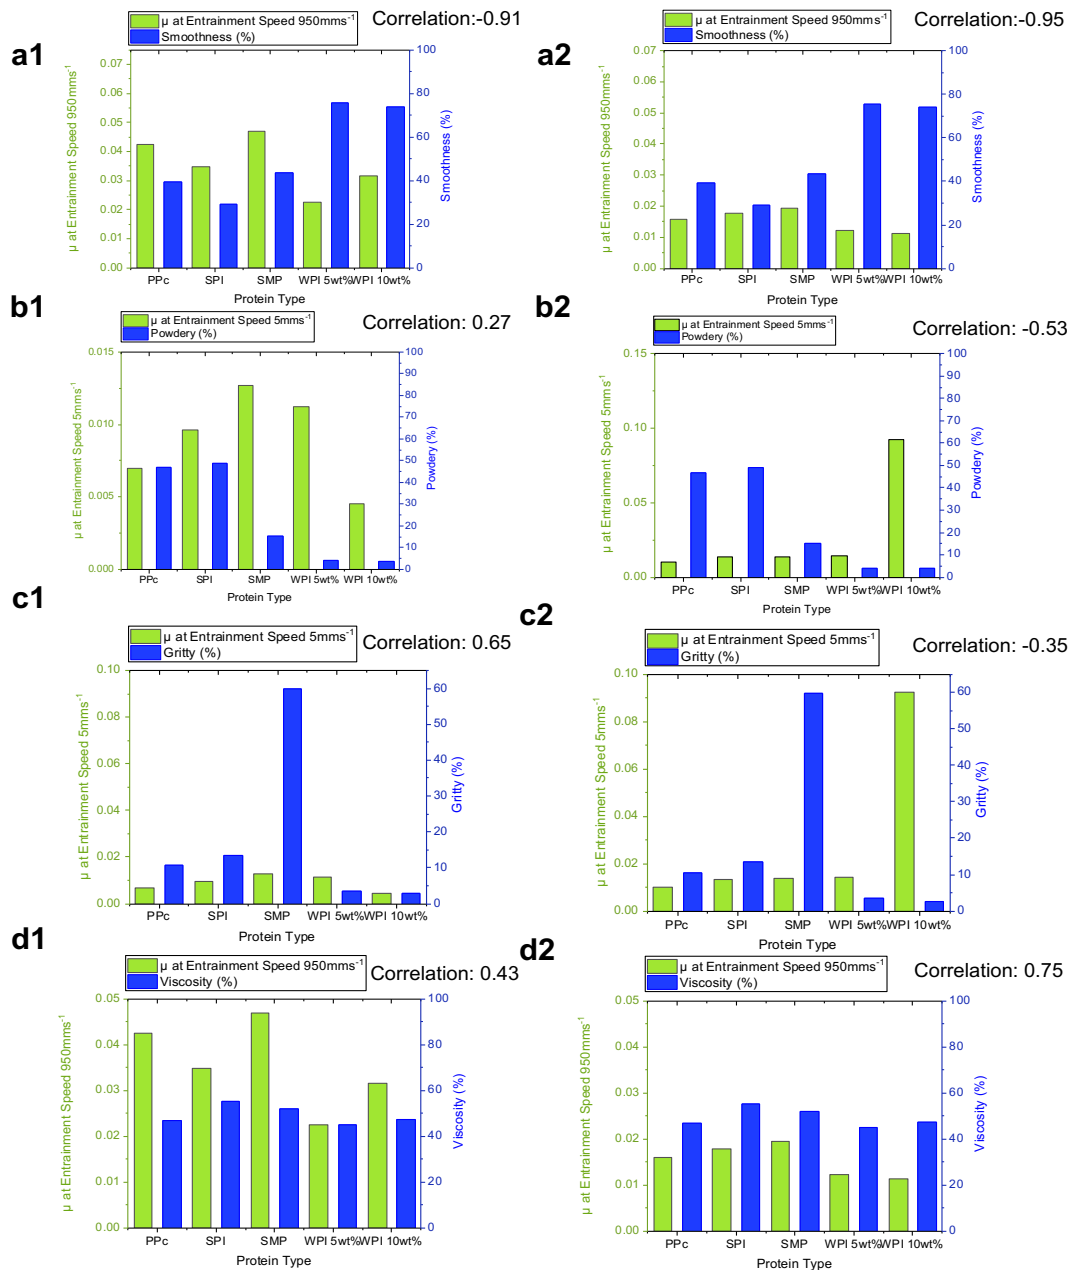 a1
μ at Entrainment Speed 950mms⁻¹
Smoothness (%)
Correlation:-0.91
μ at Entrainment Speed 950mms⁻¹
0.07
0.06
0.05
0.04
0.03
0.02
0.01
0.00
100
80
60
40
20
0
Smoothness (%)
PPc SPI SMP WPI 5wt% WPI 10wt%
Protein Type
a2
μ at Entrainment Speed 950mms⁻¹
Smoothness (%)
Correlation:-0.95
μ at Entrainment Speed 950mms⁻¹
0.07
0.06
0.05
0.04
0.03
0.02
0.01
0.00
100
80
60
40
20
0
Smoothness (%)
PPc SPI SMP WPI 5wt% WPI 10wt%
Protein Type
b1
μ at Entrainment Speed 5mms⁻¹
Powdery (%)
Correlation: 0.27
μ at Entrainment Speed 5mms⁻¹
0.015
0.010
0.005
0.000
100
90
80
70
60
50
40
30
20
10
0
Powdery (%)
PPc SPI SMP WPI 5wt% WPI 10wt%
Protein Type
b2
μ at Entrainment Speed 5mms⁻¹
Powdery (%)
Correlation: -0.53
μ at Entrainment Speed 5mms⁻¹
0.15
0.10
0.05
0.00
100
90
80
70
60
50
40
30
20
10
0
Powdery (%)
PPc SPI SMP WPI 5wt% WPI 10wt%
Protein Type
c1
μ at Entrainment Speed 5mms⁻¹
Gritty (%)
Correlation: 0.65
μ at Entrainment Speed 5mms⁻¹
0.10
0.08
0.06
0.04
0.02
0.00
60
50
40
30
20
10
0
Gritty (%)
PPc SPI SMP WPI 5wt% WPI 10wt%
Protein Type
c2
μ at Entrainment Speed 5mms⁻¹
Gritty (%)
Correlation: -0.35
μ at Entrainment Speed 5mms⁻¹
0.10
0.08
0.06
0.04
0.02
0.00
60
50
40
30
20
10
0
Gritty (%)
PPc SPI SMP WPI 5wt% WPI 10wt%
Protein Type
d1
μ at Entrainment Speed 950mms⁻¹
Viscosity (%)
Correlation: 0.43
μ at Entrainment Speed 950mms⁻¹
0.05
0.04
0.03
0.02
0.01
0.00
100
80
60
40
20
0
Viscosity (%)
PPc SPI SMP WPI 5wt% WPI 10wt%
Protein Type
d2
μ at Entrainment Speed 950mms⁻¹
Viscosity (%)
Correlation: 0.75
μ at Entrainment Speed 950mms⁻¹
0.05
0.04
0.03
0.02
0.01
0.00
100
80
60
40
20
0
Viscosity (%)
PPc SPI SMP WPI 5wt% WPI 10wt%
Protein Type